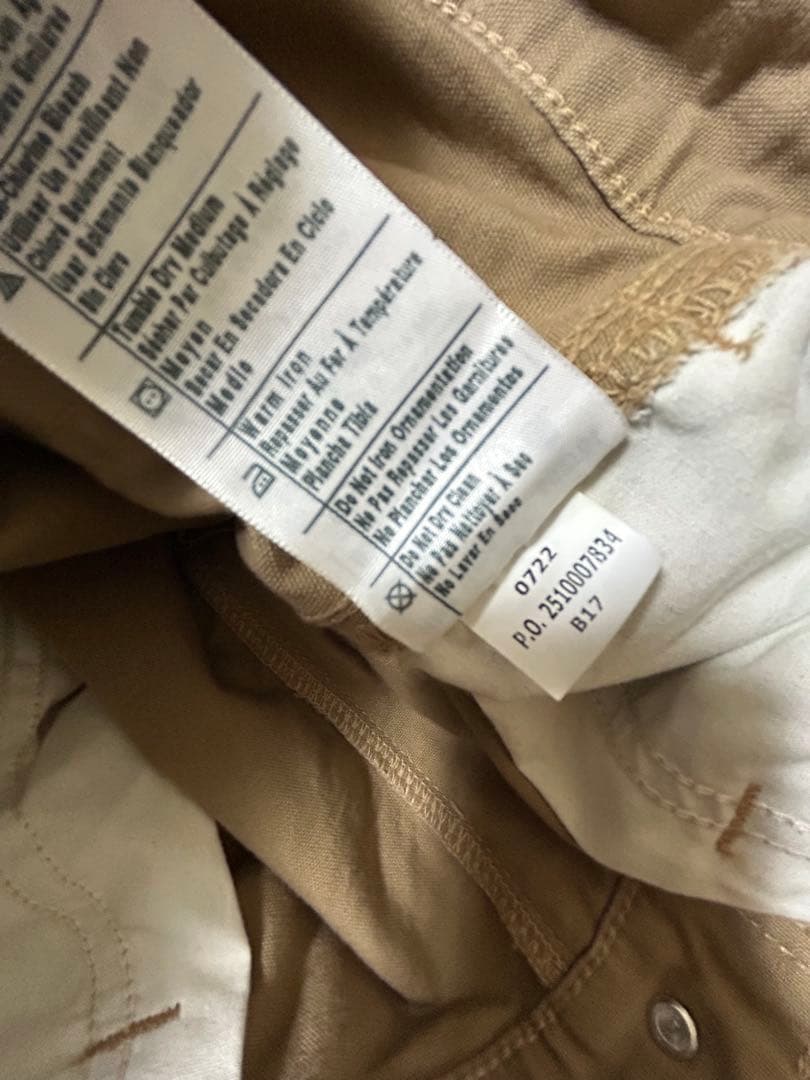 Chlorine Bleach
Utiliser Un Javellisant Non
Chloré Seulement
Usar Solamente Blanqueador
Sin Cloro
Tumble Dry Medium
Sécher Par Culbutage À Réglage
Moyen
Secar En Secadora En Ciclo
Medio
Warm Iron
Repasser Au Fer À Température
Moyenne
Plancha Tibia
Do Not Iron Ornamentation
Ne Pas Repasser Les Garnitures
No Planchar Los Ornamentos
Do Not Dry Clean
Ne Pas Nettoyer À Sec
No Lavar En Seco
0722
P.O. 2510007834
B17